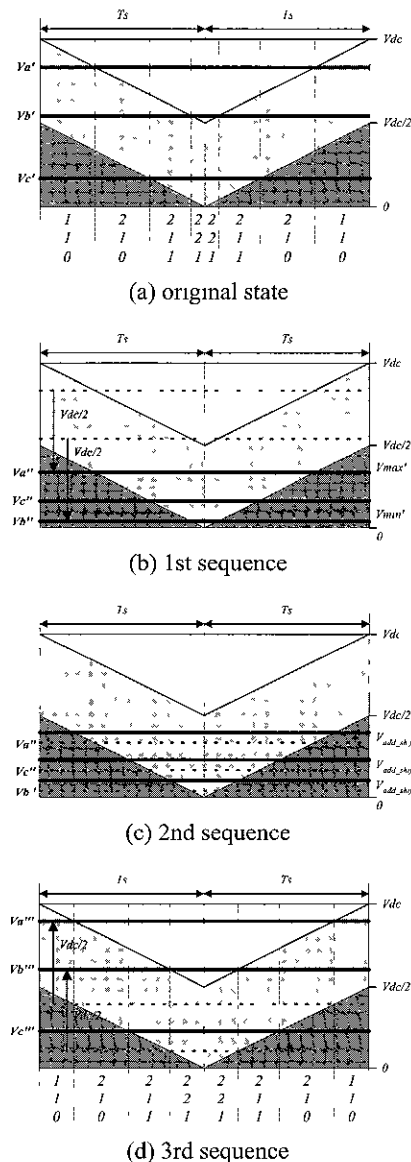 Ts Ts
Vdc
Va'
Vb'
Vdc/2
Vc'
0
1 2 2 2 2 2 2 1
1 1 1 2 2 1 1 1
0 0 1 1 1 1 0 0
(a) original state
Ts Ts
Vdc
Vdc/2
Vdc/2
Vdc/2
Va'' Vmax'
Vc''
Vb'' Vmin'
0
(b) 1st sequence
Ts Ts
Vdc
Vdc/2
Va''
Vc''
Vb'
0
(c) 2nd sequence
Ts Ts
Vdc
Va'''
Vdc/2
Vb'''
Vdc/2
Vc'''
0
1 2 2 2 2 2 1
1 1 1 2 1 1 1
0 0 1 1 1 0 0
(d) 3rd sequence